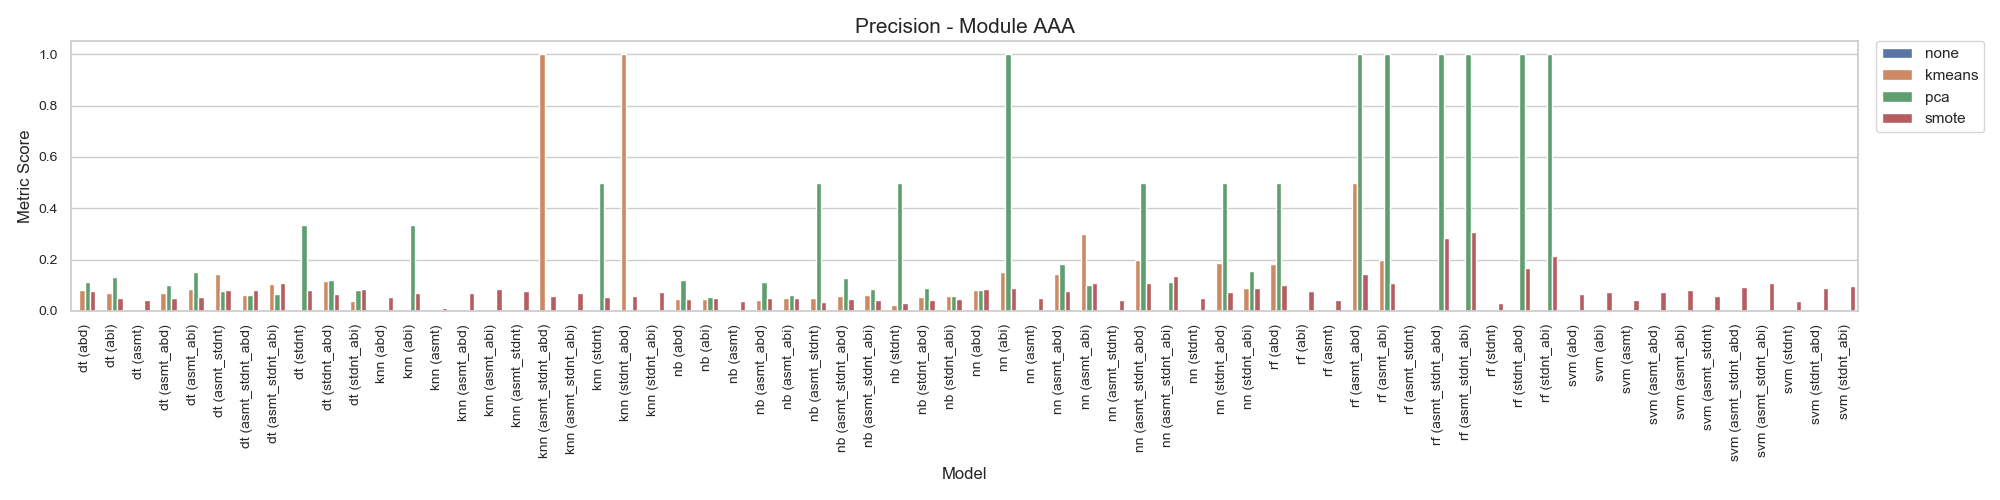 Precision - Module AAA
none
kmeans
pca
smote
Metric Score
1.0
0.8
0.6
0.4
0.2
0.0
dt (abd)
dt (abi)
dt (asmt)
dt (asmt_abd)
dt (asmt_abi)
dt (asmt_stdnt)
dt (asmt_stdnt_abd)
dt (asmt_stdnt_abi)
dt (stdnt)
dt (stdnt_abd)
dt (stdnt_abi)
knn (abd)
knn (abi)
knn (asmt)
knn (asmt_abd)
knn (asmt_abi)
knn (asmt_stdnt)
knn (asmt_stdnt_abd)
knn (asmt_stdnt_abi)
knn (stdnt)
knn (stdnt_abd)
knn (stdnt_abi)
nb (abd)
nb (abi)
nb (asmt)
nb (asmt_abd)
nb (asmt_abi)
nb (asmt_stdnt)
nb (asmt_stdnt_abd)
nb (asmt_stdnt_abi)
nb (stdnt)
nb (stdnt_abd)
nb (stdnt_abi)
nn (abd)
nn (abi)
nn (asmt)
nn (asmt_abd)
nn (asmt_abi)
nn (asmt_stdnt)
nn (asmt_stdnt_abd)
nn (asmt_stdnt_abi)
nn (stdnt)
nn (stdnt_abd)
nn (stdnt_abi)
rf (abd)
rf (abi)
rf (asmt)
rf (asmt_abd)
rf (asmt_abi)
rf (asmt_stdnt)
rf (asmt_stdnt_abd)
rf (asmt_stdnt_abi)
rf (stdnt)
rf (stdnt_abd)
rf (stdnt_abi)
svm (abd)
svm (abi)
svm (asmt)
svm (asmt_abd)
svm (asmt_abi)
svm (asmt_stdnt)
svm (asmt_stdnt_abd)
svm (asmt_stdnt_abi)
svm (stdnt)
svm (stdnt_abd)
svm (stdnt_abi)
Model